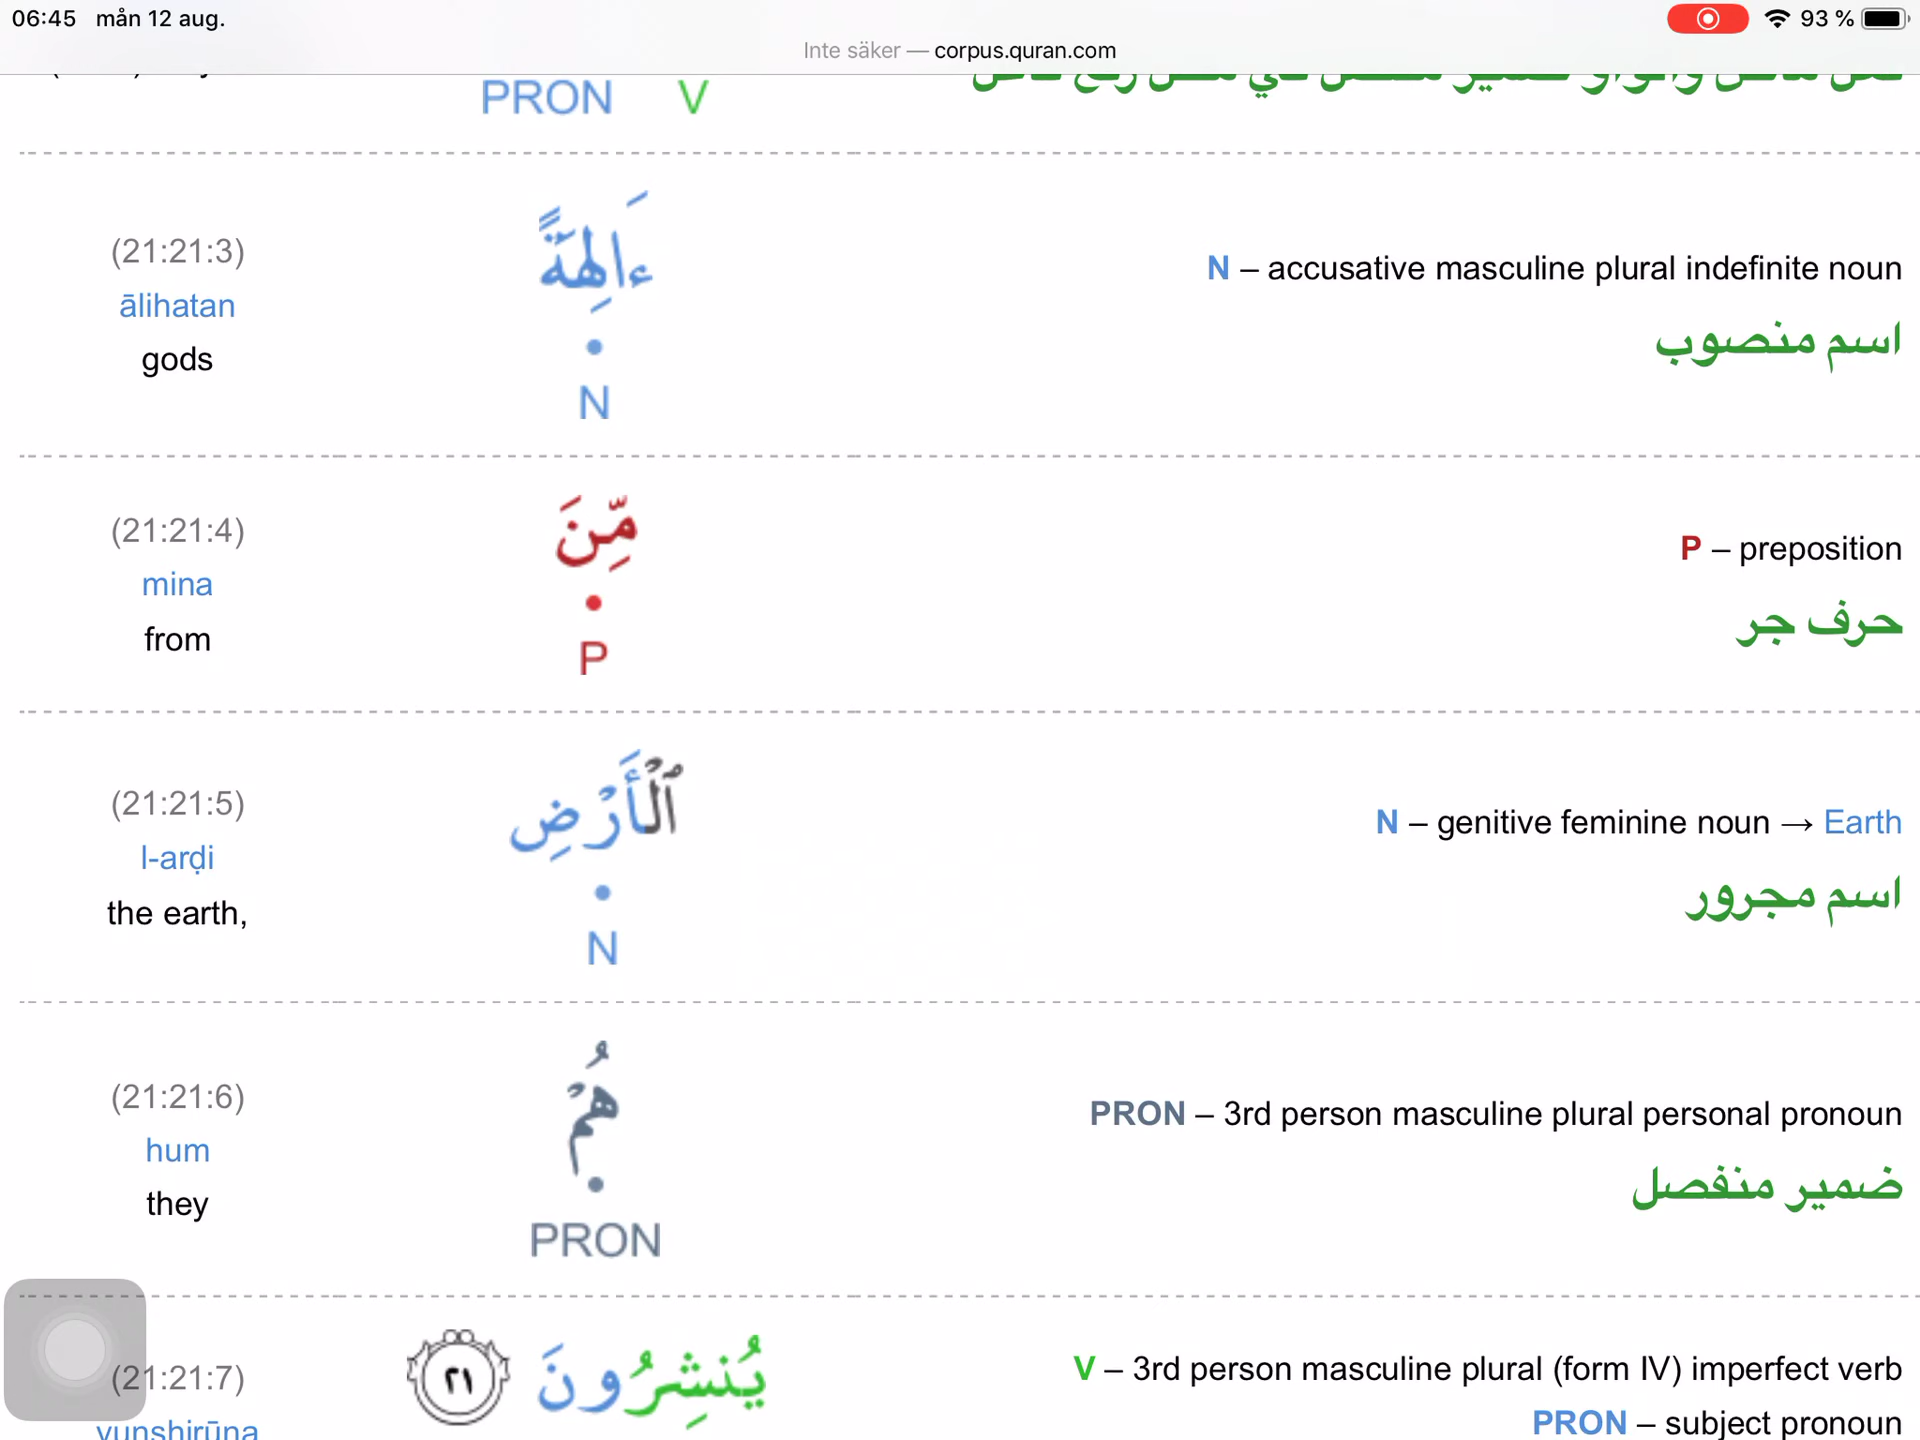 06:45 mån 12 aug. 93 %
Inte säker — corpus.quran.com
PRON V
(21:21:3)
ālihatan
gods
ءَالِهَةً
N
N – accusative masculine plural indefinite noun
اسم منصوب
(21:21:4)
mina
from
مِّنَ
P
P – preposition
حرف جر
(21:21:5)
l-arḍi
the earth,
ٱلْأَرْضِ
N
N – genitive feminine noun → Earth
اسم مجرور
(21:21:6)
hum
they
هُمْ
PRON
PRON – 3rd person masculine plural personal pronoun
ضمير منفصل
(21:21:7)
yunshirūna
يُنشِرُونَ ٢١
V – 3rd person masculine plural (form IV) imperfect verb
PRON – subject pronoun